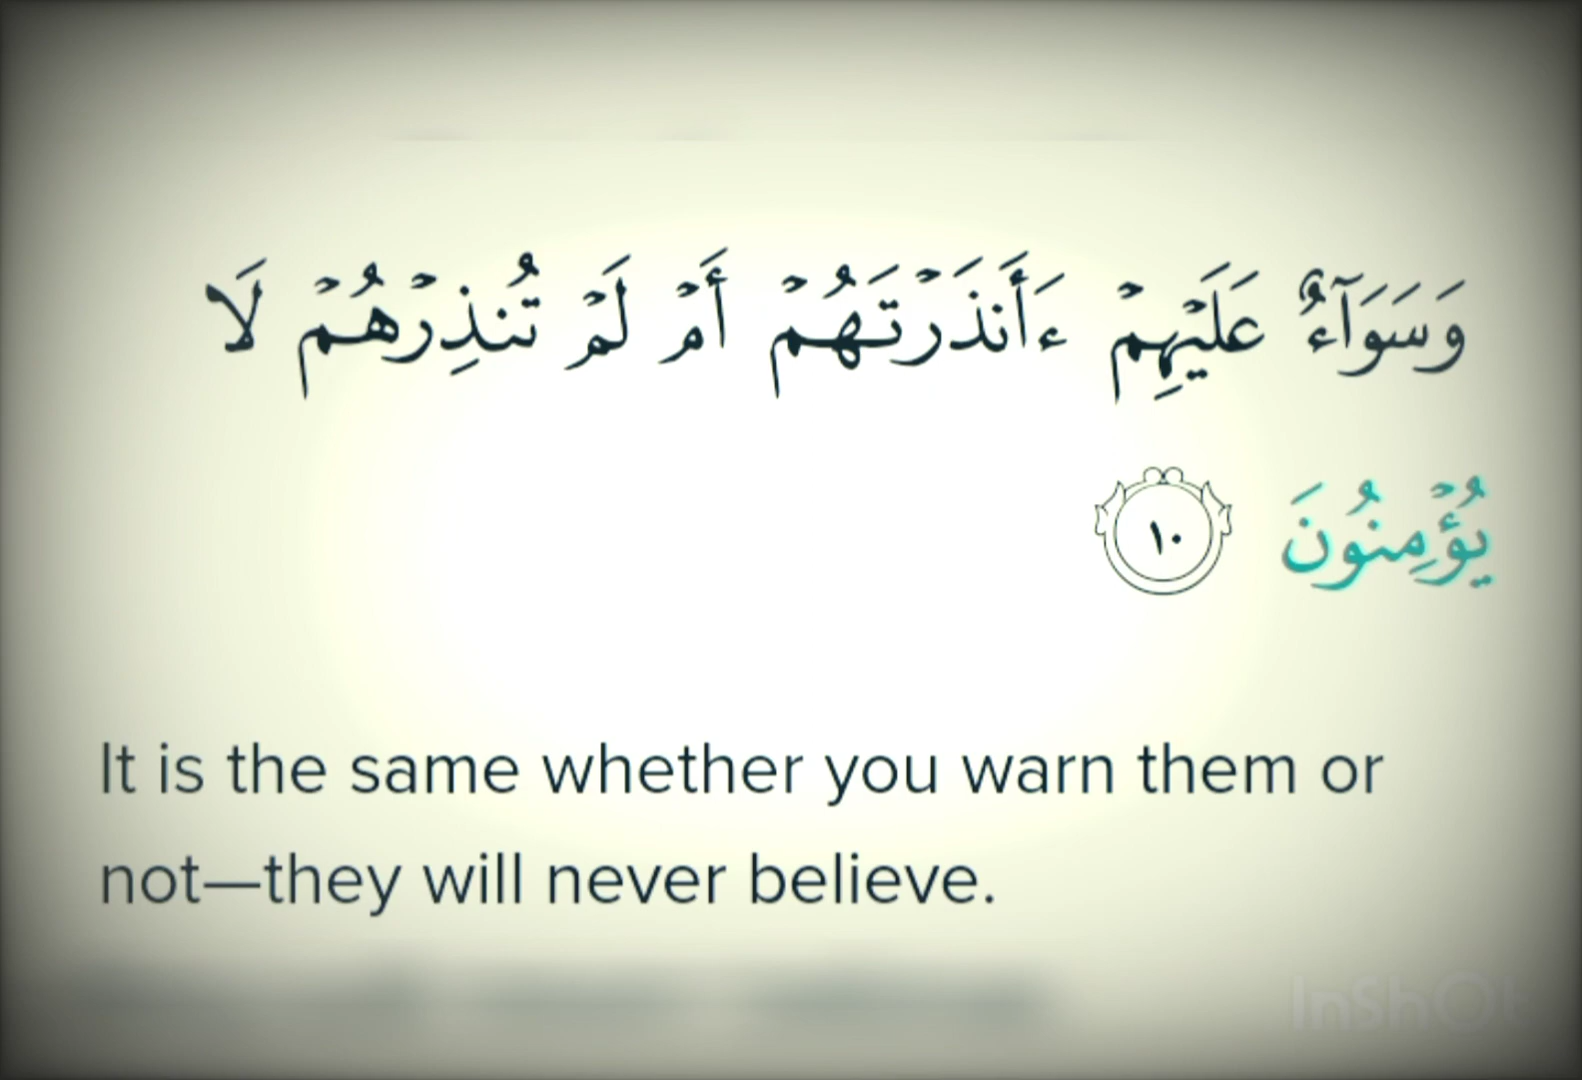 وَسَوَآءٌ عَلَيْهِمْ ءَأَنذَرْتَهُمْ أَمْ لَمْ تُنذِرْهُمْ لَا
يُؤْمِنُونَ ١٠
It is the same whether you warn them or
not—they will never believe.
InShOt